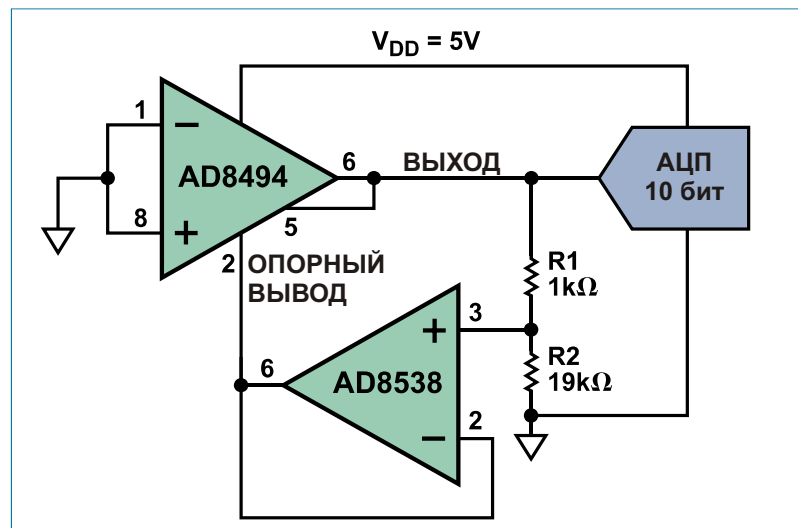 VDD = 5V
1
8
AD8494
6
5
2
ВЫХОД
АЦП
10 бит
ОПОРНЫЙ
ВЫВОД
R1
1kΩ
3
6
AD8538
2
R2
19kΩ